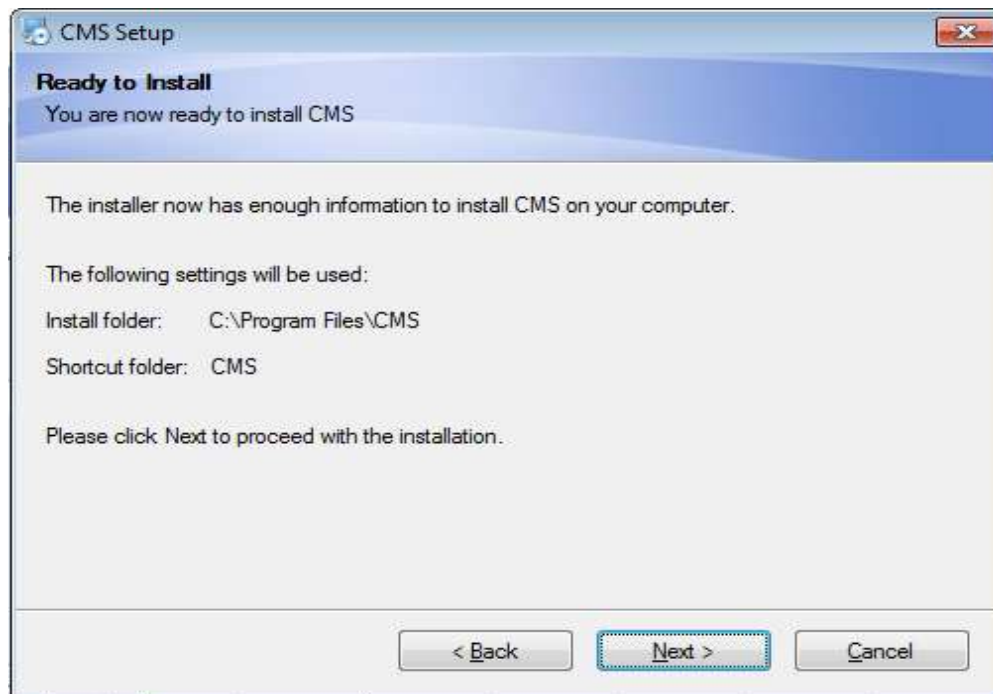 CMS Setup
Ready to Install
You are now ready to install CMS
The installer now has enough information to install CMS on your computer.
The following settings will be used:
Install folder: C:\Program Files\CMS
Shortcut folder: CMS
Please click Next to proceed with the installation.
< Back Next > Cancel